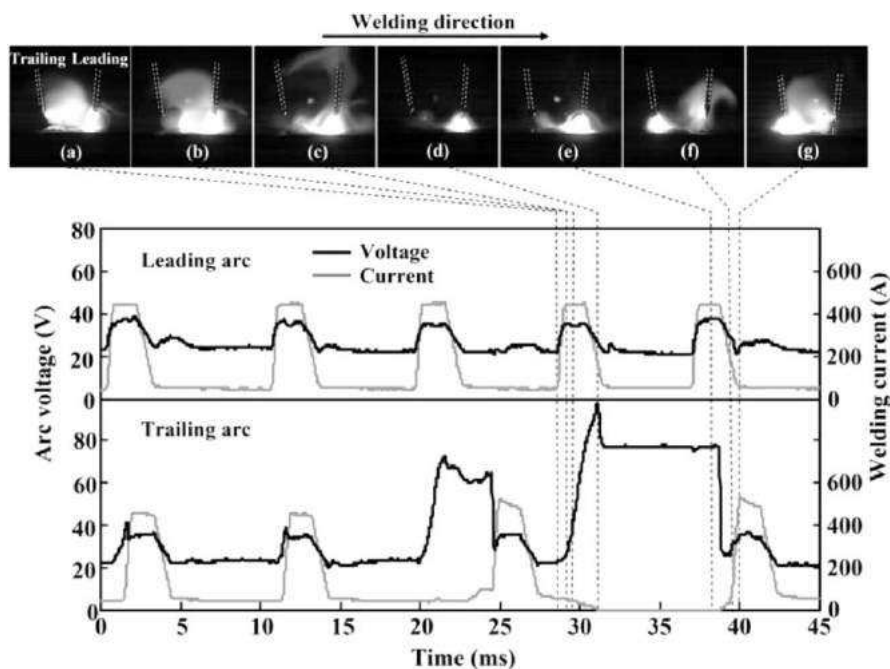 Welding direction
Trailing Leading
(a) (b) (c) (d) (e) (f) (g)
80
Leading arc
Voltage
Current
60
40
20
0
600
400
200
0
Arc voltage (V)
Welding current (A)
Trailing arc
80
60
40
20
0
600
400
200
0
0 5 10 15 20 25 30 35 40 45
Time (ms)